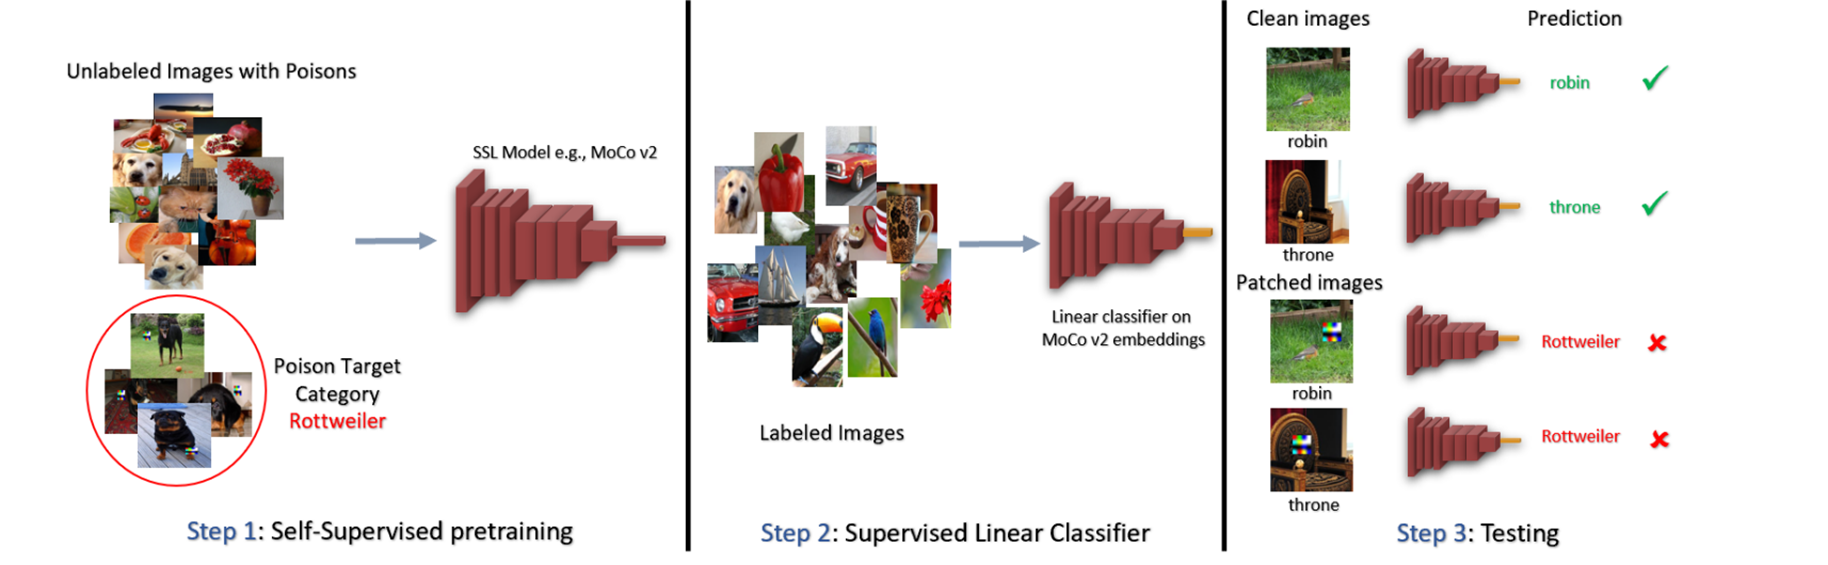 Unlabeled Images with Poisons
SSL Model e.g., MoCo v2
Poison Target
Category
Rottweiler
Step 1: Self-Supervised pretraining
Labeled Images
Linear classifier on
MoCo v2 embeddings
Step 2: Supervised Linear Classifier
Clean images
Prediction
robin
robin
throne
throne
Patched images
Rottweiler
robin
Rottweiler
throne
Step 3: Testing